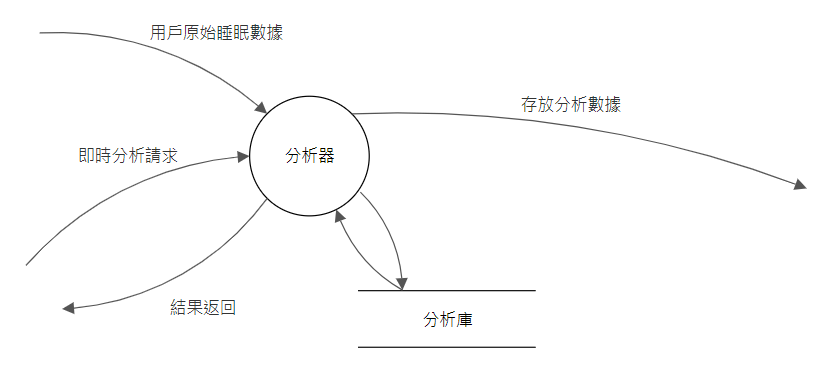 用戶原始睡眠數據
存放分析數據
即時分析請求
分析器
結果返回
分析庫